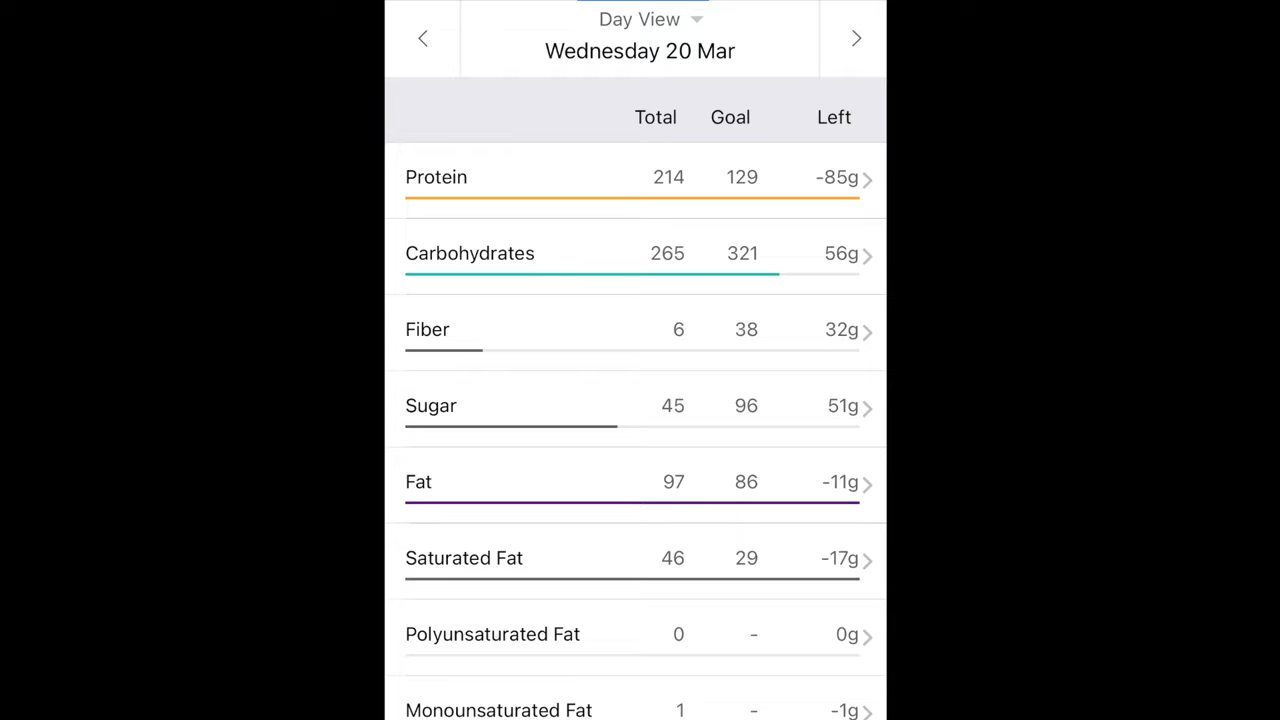 Day View
Wednesday 20 Mar
Total Goal Left
Protein 214 129 -85g
Carbohydrates 265 321 56g
Fiber 6 38 32g
Sugar 45 96 51g
Fat 97 86 -11g
Saturated Fat 46 29 -17g
Polyunsaturated Fat 0 - 0g
Monounsaturated Fat 1 - -1g